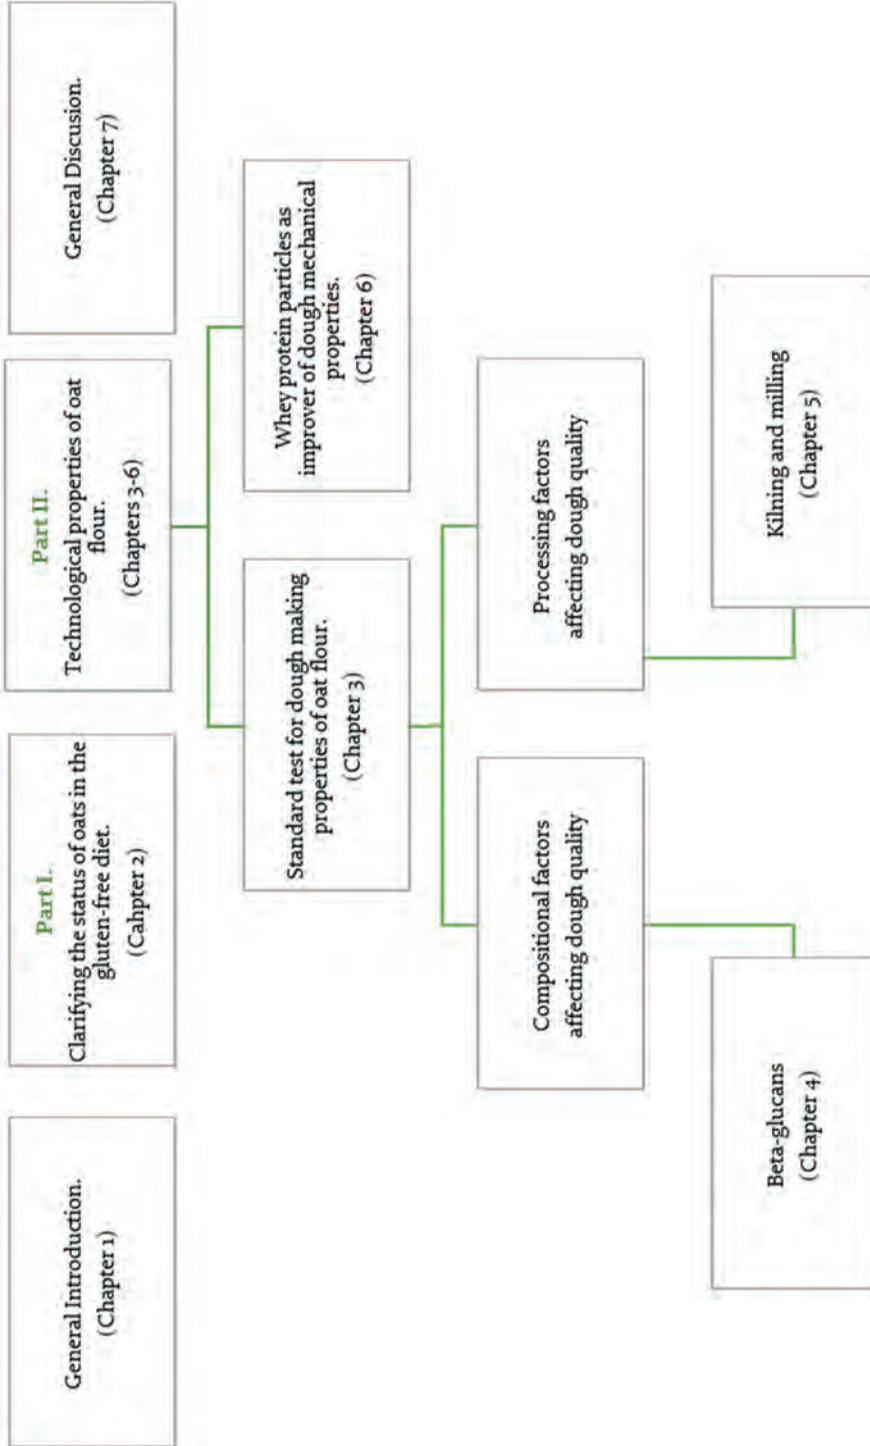 General Introduction.
(Chapter 1)
Part I.
Clarifying the status of oats in the
gluten-free diet.
(Cahpter 2)
Part II.
Technological properties of oat
flour.
(Chapters 3-6)
General Discusion.
(Chapter 7)
Standard test for dough making
properties of oat flour.
(Chapter 3)
Whey protein particles as
improver of dough mechanical
properties.
(Chapter 6)
Compositional factors
affecting dough quality
Processing factors
affecting dough quality
Beta-glucans
(Chapter 4)
Kilning and milling
(Chapter 5)